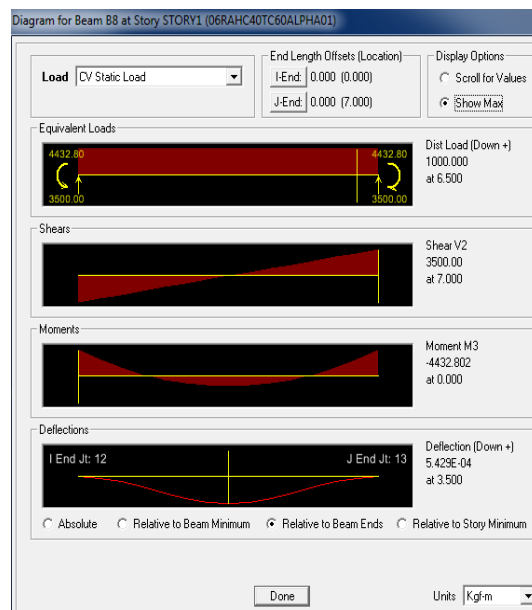 Diagram for Beam B8 at Story STORY1 (06RAHC40TC60ALPHA01)
Load CV Static Load
End Length Offsets (Location)
I-End: 0.000 (0.000)
J-End: 0.000 (7.000)
Display Options
Scroll for Values
Show Max
Equivalent Loads
4432.80 4432.80
3500.00 3500.00
Dist Load (Down +)
1000.000
at 6.500
Shears
Shear V2
3500.00
at 7.000
Moments
Moment M3
-4432.802
at 0.000
Deflections
I End Jt: 12 J End Jt: 13
Deflection (Down +)
5.429E-04
at 3.500
Absolute Relative to Beam Minimum Relative to Beam Ends Relative to Story Minimum
Done Units Kgf-m